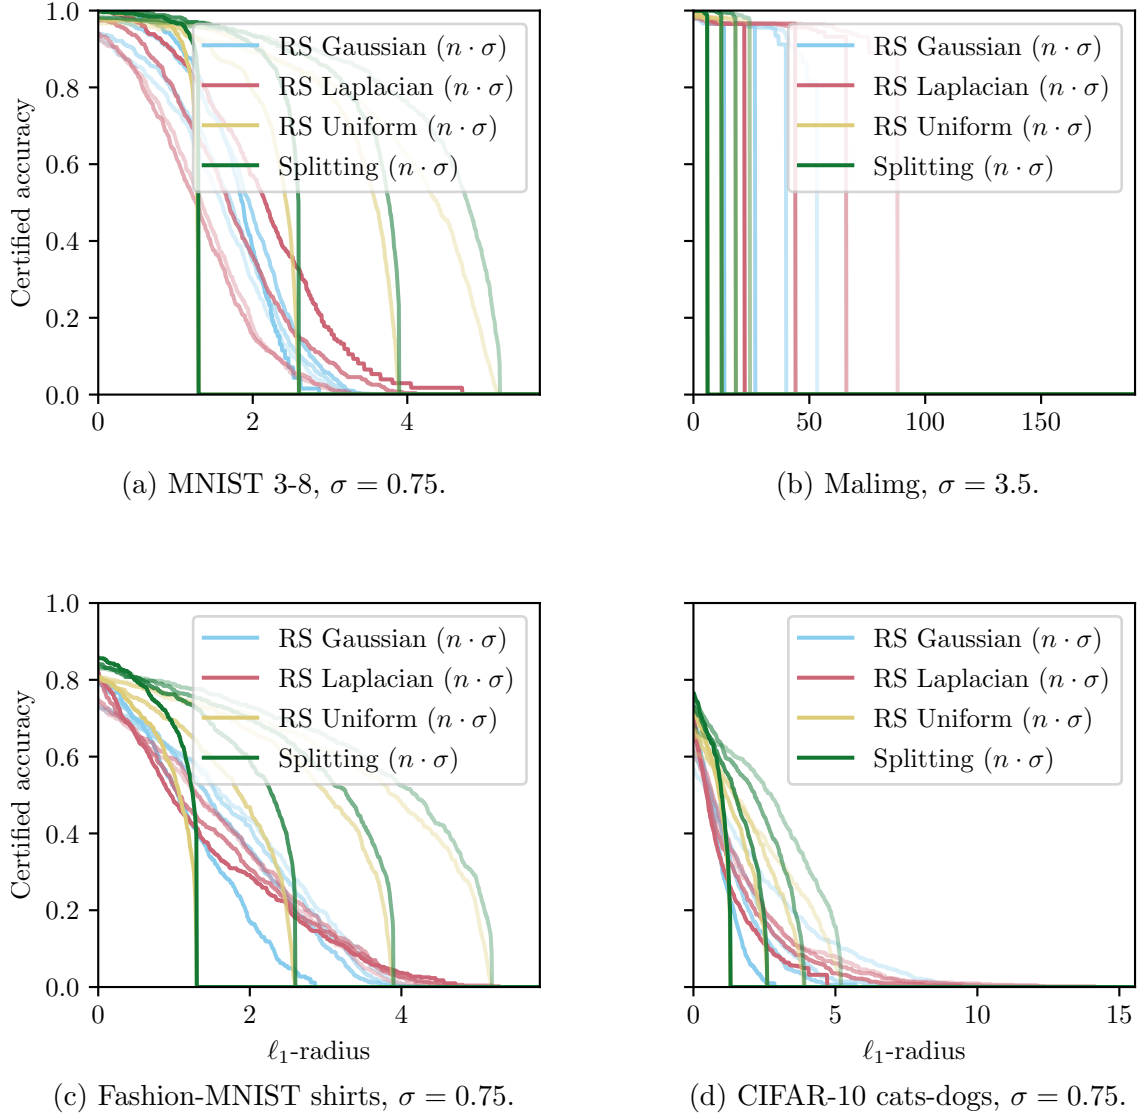 1.0
0.8
0.6
0.4
0.2
0.0
Certified accuracy
RS Gaussian (n · σ)
RS Laplacian (n · σ)
RS Uniform (n · σ)
Splitting (n · σ)
0 2 4
(a) MNIST 3-8, σ = 0.75.
RS Gaussian (n · σ)
RS Laplacian (n · σ)
RS Uniform (n · σ)
Splitting (n · σ)
0 50 100 150
(b) Malimg, σ = 3.5.
1.0
0.8
0.6
0.4
0.2
0.0
Certified accuracy
RS Gaussian (n · σ)
RS Laplacian (n · σ)
RS Uniform (n · σ)
Splitting (n · σ)
0 2 4
ℓ₁-radius
(c) Fashion-MNIST shirts, σ = 0.75.
RS Gaussian (n · σ)
RS Laplacian (n · σ)
RS Uniform (n · σ)
Splitting (n · σ)
0 5 10 15
ℓ₁-radius
(d) CIFAR-10 cats-dogs, σ = 0.75.